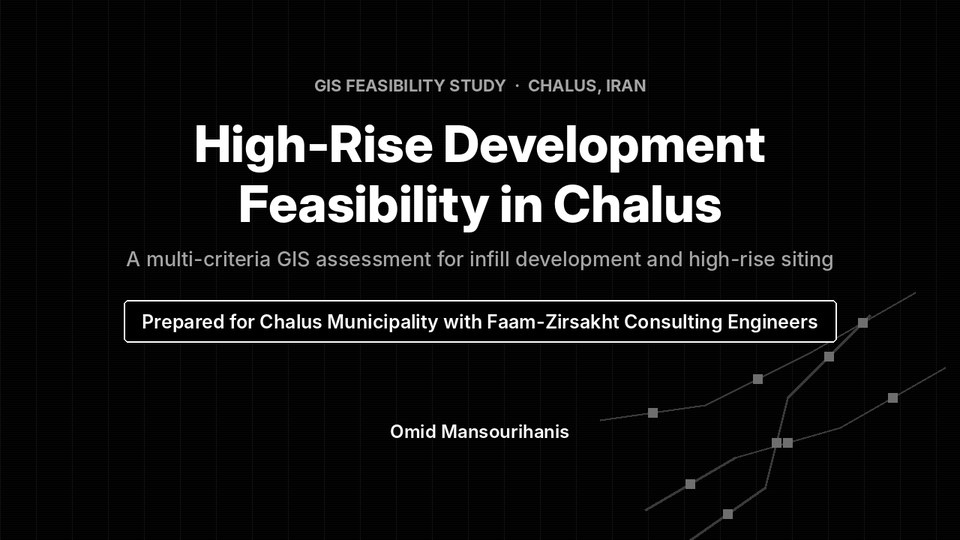 GIS FEASIBILITY STUDY · CHALUS, IRAN
High-Rise Development
Feasibility in Chalus
A multi-criteria GIS assessment for infill development and high-rise siting
Prepared for Chalus Municipality with Faam-Zirsakht Consulting Engineers
Omid Mansourihanis